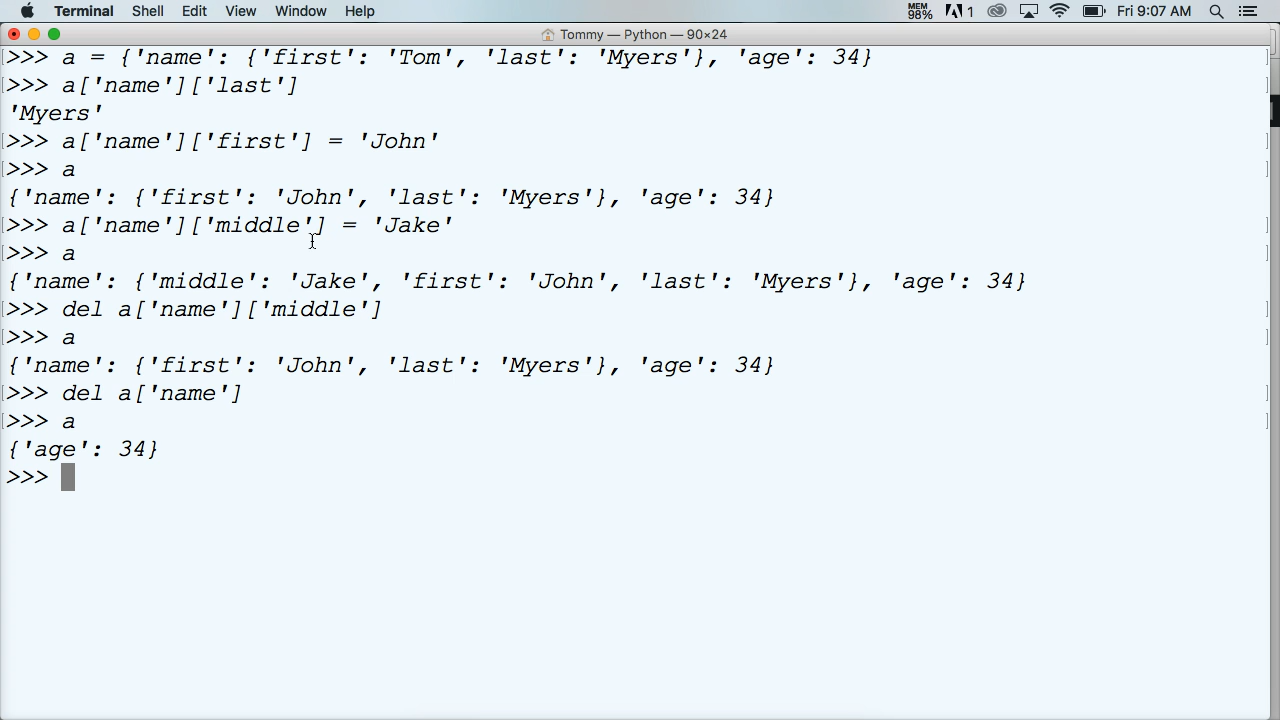 Terminal Shell Edit View Window Help MEM 98% 1 Fri 9:07 AM
Tommy — Python — 90×24
>>> a = {'name': {'first': 'Tom', 'last': 'Myers'}, 'age': 34}
>>> a['name']['last']
'Myers'
>>> a['name']['first'] = 'John'
>>> a
{'name': {'first': 'John', 'last': 'Myers'}, 'age': 34}
>>> a['name']['middle'] = 'Jake'
>>> a
{'name': {'middle': 'Jake', 'first': 'John', 'last': 'Myers'}, 'age': 34}
>>> del a['name']['middle']
>>> a
{'name': {'first': 'John', 'last': 'Myers'}, 'age': 34}
>>> del a['name']
>>> a
{'age': 34}
>>>